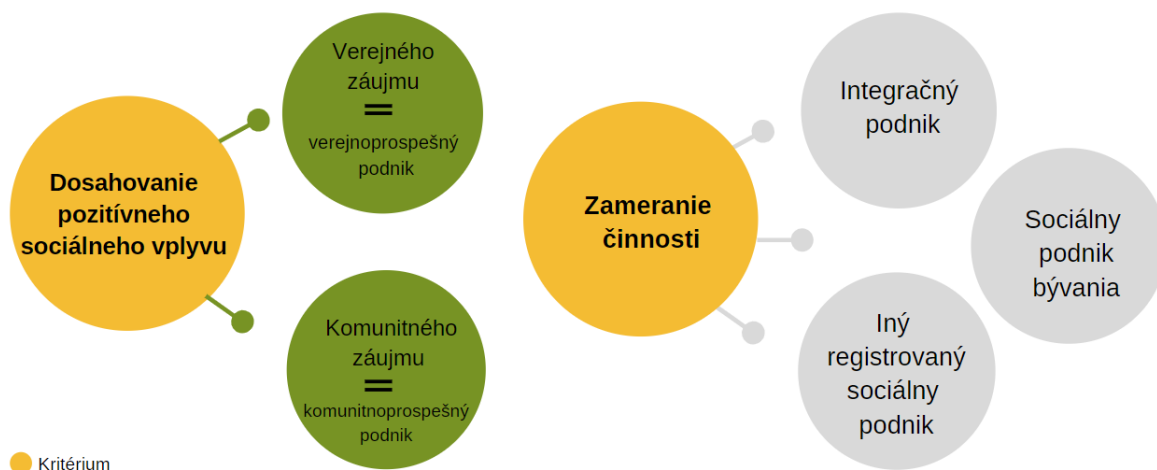 Dosahovanie
pozitívneho
sociálneho vplyvu
Verejného
záujmu
=
verejnoprospešný
podnik
Komunitného
záujmu
=
komunitnoprospešný
podnik
Zameranie
činnosti
Integračný
podnik
Sociálny
podnik
bývania
Iný
registrovaný
sociálny
podnik
Kritérium